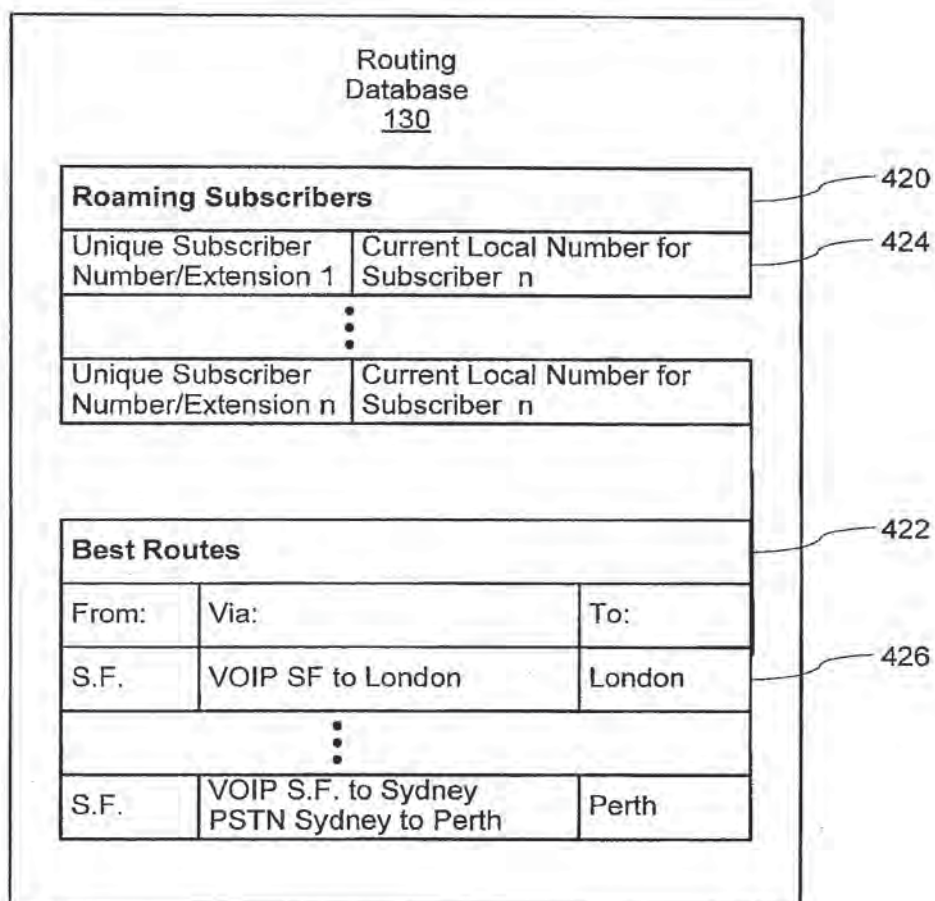 Routing
Database
130
Roaming Subscribers
420
Unique Subscriber
Number/Extension 1
Current Local Number for
Subscriber n
424
Unique Subscriber
Number/Extension n
Current Local Number for
Subscriber n
Best Routes
422
From:
Via:
To:
S.F.
VOIP SF to London
London
426
S.F.
VOIP S.F. to Sydney
PSTN Sydney to Perth
Perth